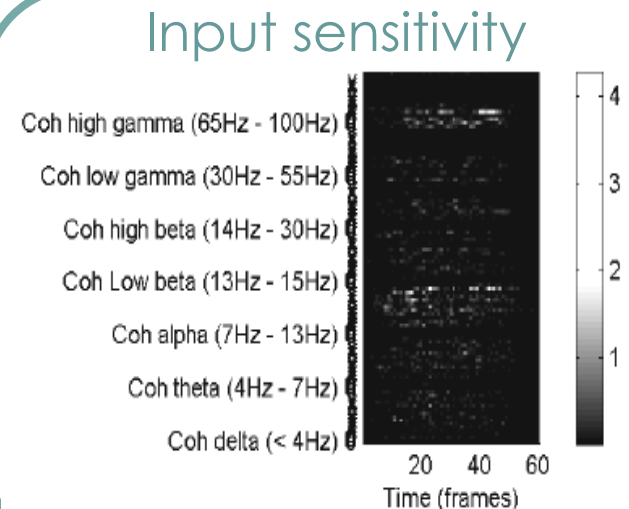 Input sensitivity
Coh high gamma (65Hz - 100Hz)
Coh low gamma (30Hz - 55Hz)
Coh high beta (14Hz - 30Hz)
Coh Low beta (13Hz - 15Hz)
Coh alpha (7Hz - 13Hz)
Coh theta (4Hz - 7Hz)
Coh delta (< 4Hz)
20 40 60
Time (frames)
4
3
2
1